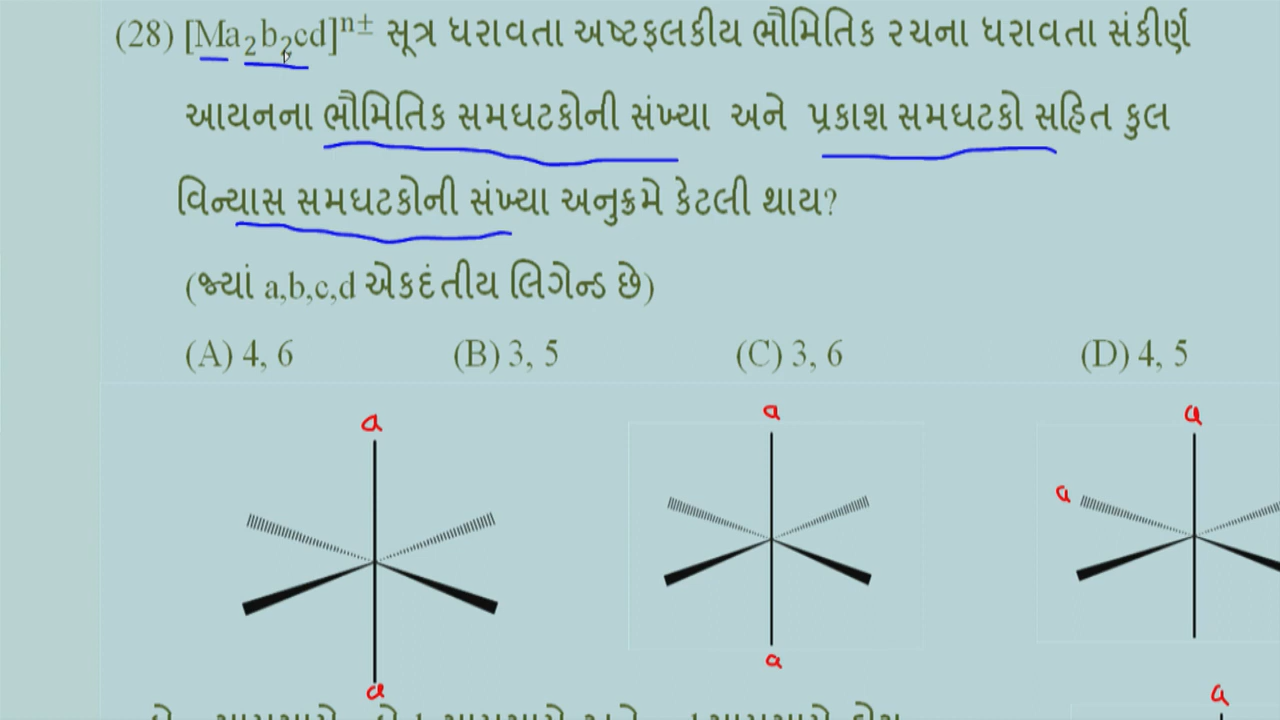 (28) [Ma₂b₂cd]ⁿ± સૂત્ર ધરાવતા અષ્ટફલકીય ભૌમિતિક રચના ધરાવતા સંકીર્ણ
આયનના ભૌમિતિક સમઘટકોની સંખ્યા અને પ્રકાશ સમઘટકો સહિત કુલ
વિન્યાસ સમઘટકોની સંખ્યા અનુક્રમે કેટલી થાય?
(જ્યાં a,b,c,d એકદંતીય લિગેન્ડ છે)
(A) 4, 6 (B) 3, 5 (C) 3, 6 (D) 4, 5
a a a
a
a a a